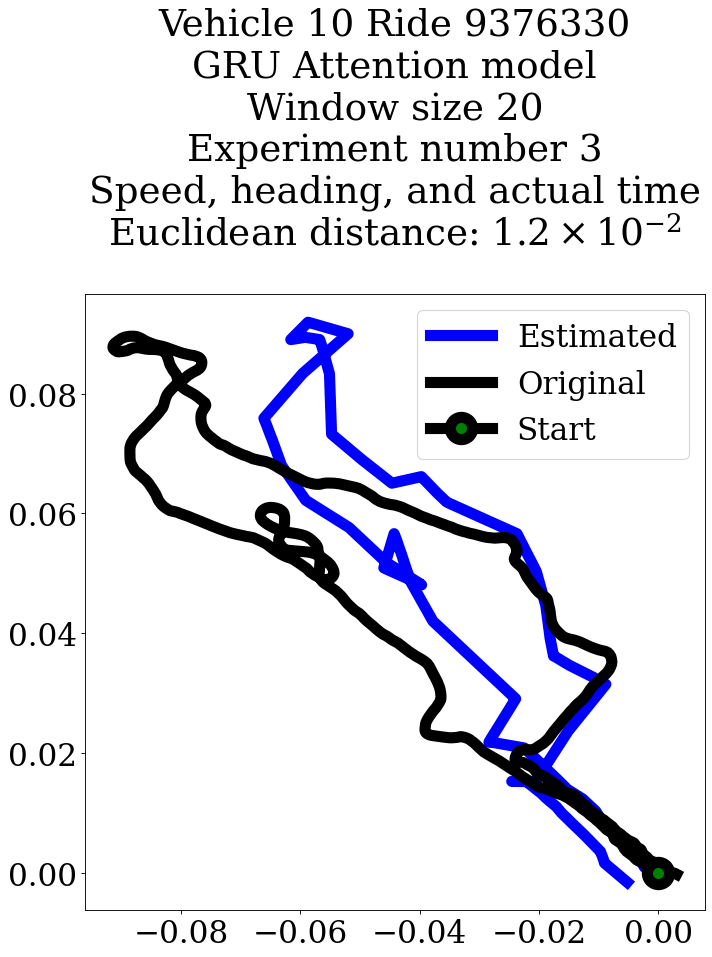 Vehicle 10 Ride 9376330
GRU Attention model
Window size 20
Experiment number 3
Speed, heading, and actual time
Euclidean distance: 1.2 × 10⁻²
Estimated
Original
Start
0.08
0.06
0.04
0.02
0.00
−0.08 −0.06 −0.04 −0.02 0.00